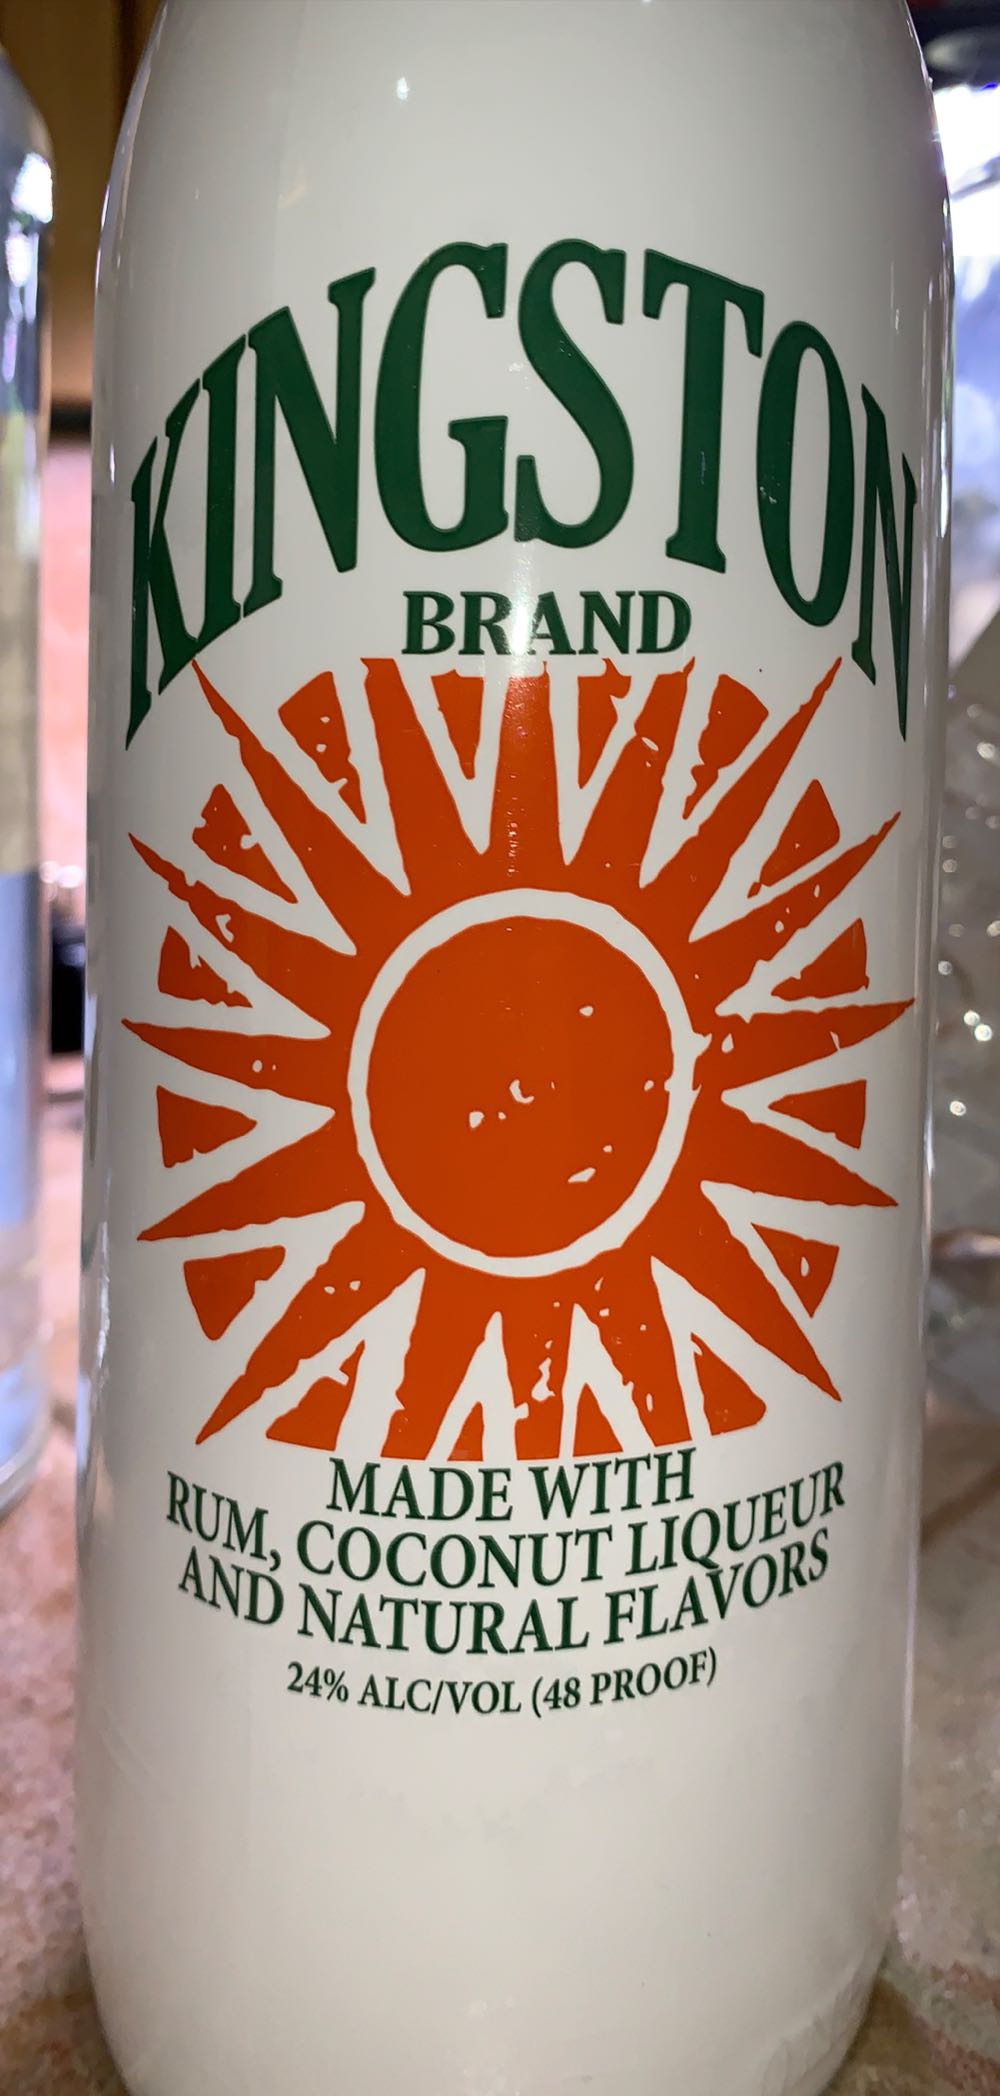 KINGSTON
BRAND
MADE WITH
RUM, COCONUT LIQUEUR
AND NATURAL FLAVORS
24% ALC/VOL (48 PROOF)